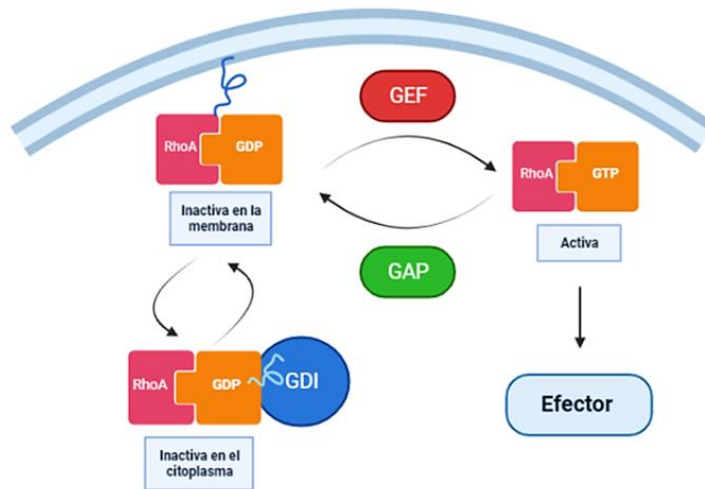 GEF
RhoA
GDP
Inactiva en la
membrana
RhoA
GTP
Activa
GAP
RhoA
GDP
GDI
Inactiva en el
citoplasma
Efector